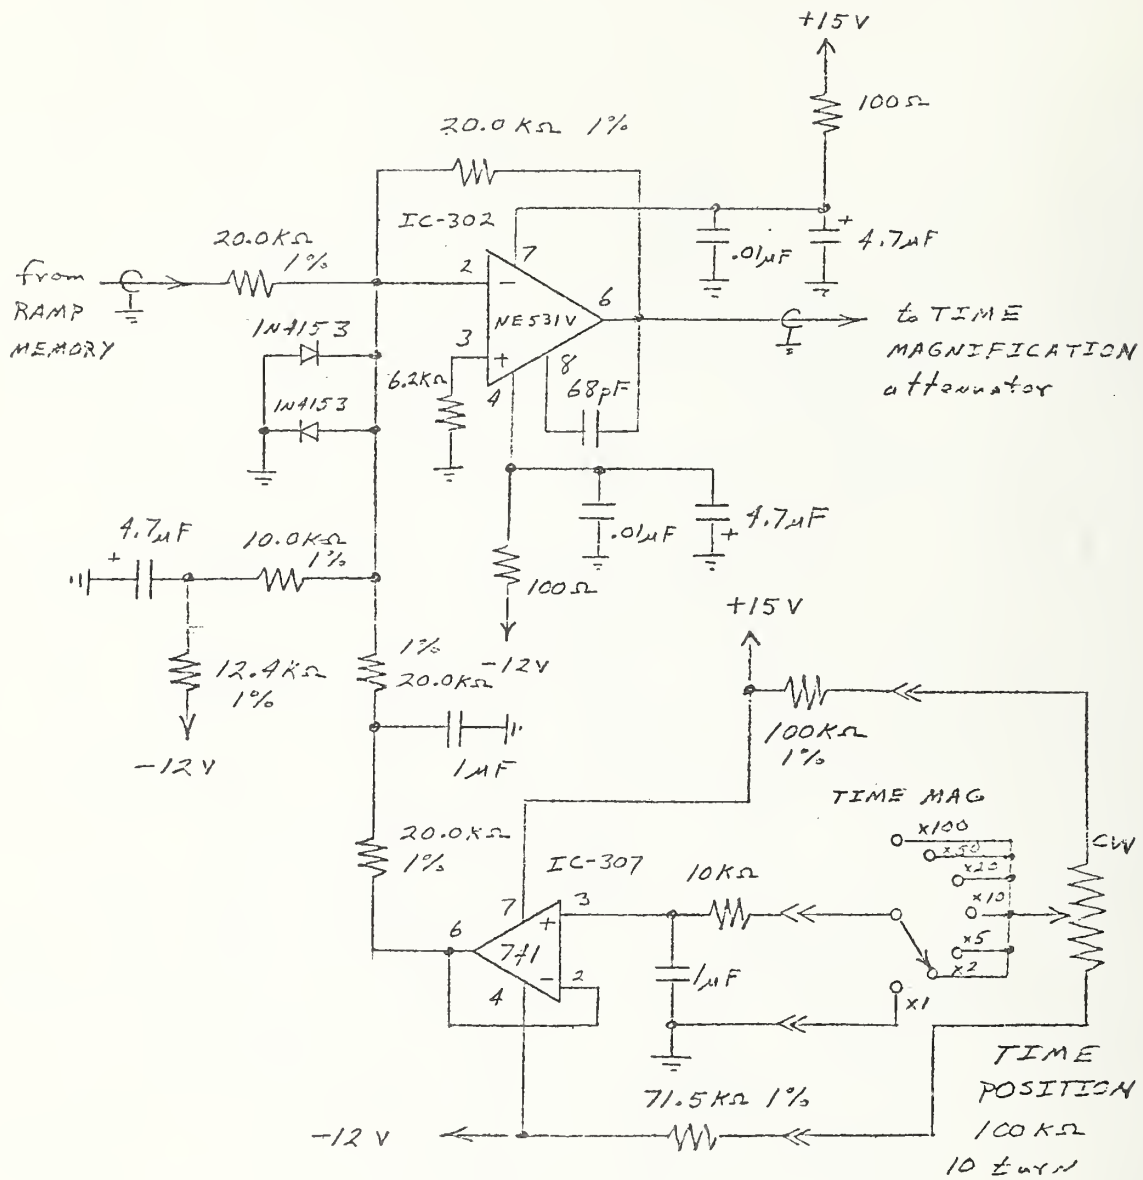 +15V
100Ω
20.0KΩ 1%
IC-302
7
.01μF
+
4.7μF
20.0KΩ
1%
from
RAMP
MEMORY
2
−
NE531V
6
3
+
8
4
to TIME
MAGNIFICATION
attenuator
1N4153
1N4153
6.2KΩ
68pF
.01μF
+
4.7μF
100Ω
-12V
4.7μF
+
10.0KΩ
1%
12.4KΩ
1%
-12V
1%
20.0KΩ
1μF
20.0KΩ
1%
+15V
100KΩ
1%
TIME MAG
x100
x50
x20
x10
x5
x2
x1
CW
IC-307
7
3
+
6
741
−
2
4
10KΩ
1μF
71.5KΩ 1%
-12V
TIME
POSITION
100KΩ
10 turn